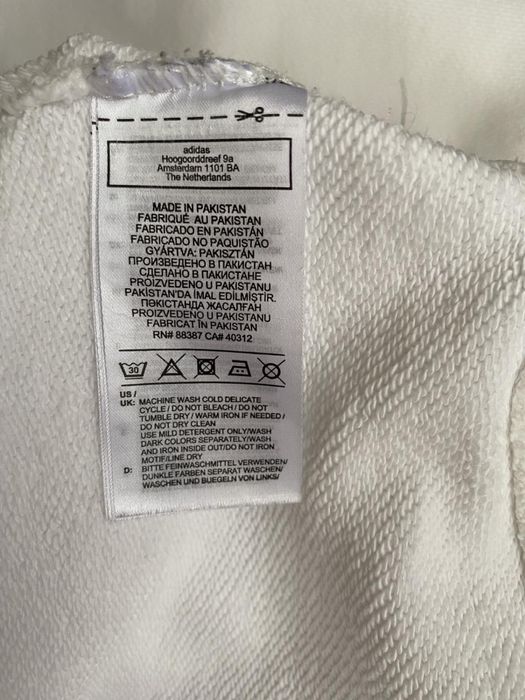 adidas
Hoogoorddreef 9a
Amsterdam 1101 BA
The Netherlands
MADE IN PAKISTAN
FABRIQUÉ AU PAKISTAN
FABRICADO EN PAKISTÁN
FABRICADO NO PAQUISTÃO
GYÁRTVA: PAKISZTÁN
ПРОИЗВЕДЕНО В ПАКИСТАН
СДЕЛАНО В ПАКИСТАНЕ
PROIZVEDENO U PAKISTANU
PAKİSTAN'DA İMAL EDİLMİŞTİR.
ПӘКІСТАНДА ЖАСАЛҒАН
PROIZVEDENO U PAKISTANU
FABRICAT ÎN PAKISTAN
RN# 88387 CA# 40312
30
US /
UK: MACHINE WASH COLD DELICATE
CYCLE / DO NOT BLEACH / DO NOT
TUMBLE DRY / WARM IRON IF NEEDED /
DO NOT DRY CLEAN
USE MILD DETERGENT ONLY/WASH
DARK COLORS SEPARATELY/WASH
AND IRON INSIDE OUT/DO NOT IRON
MOTIF/LINE DRY
D: BITTE FEINWASCHMITTEL VERWENDEN/
DUNKLE FARBEN SEPARAT WASCHEN/
WASCHEN UND BUEGELN VON LINKS/